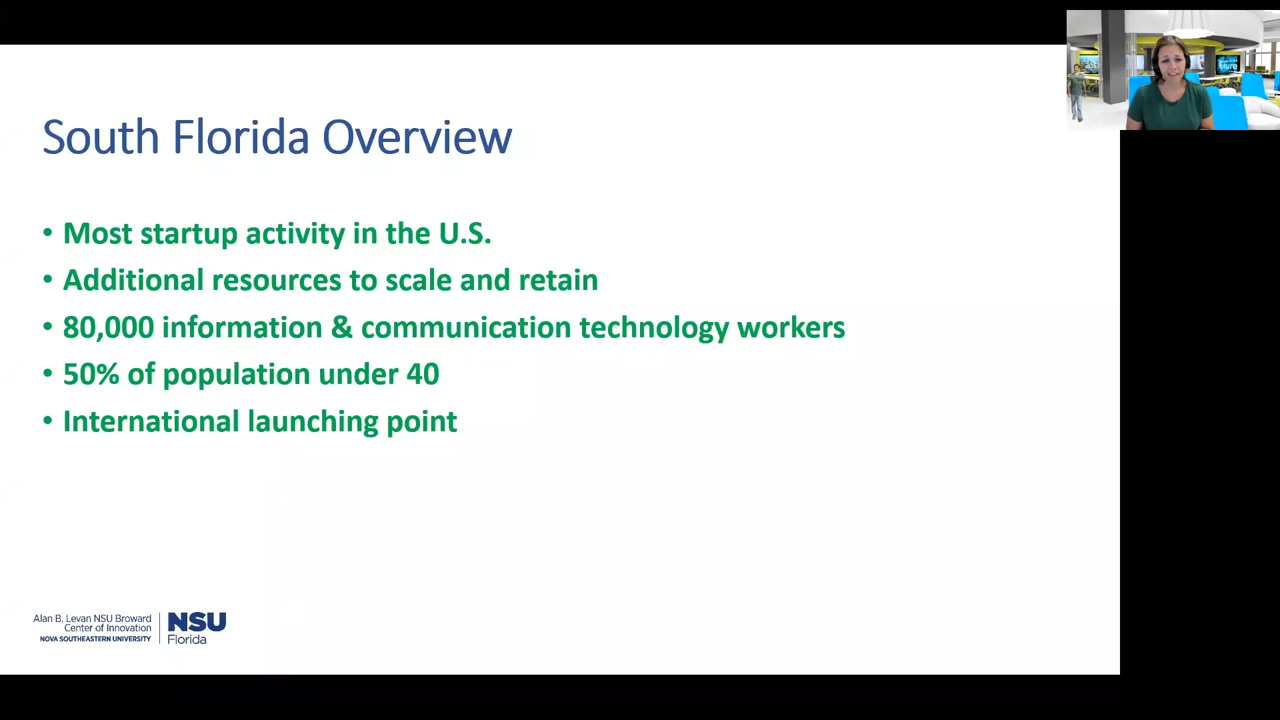 South Florida Overview
• Most startup activity in the U.S.
• Additional resources to scale and retain
• 80,000 information & communication technology workers
• 50% of population under 40
• International launching point
Alan B. Levan NSU Broward
Center of Innovation
NOVA SOUTHEASTERN UNIVERSITY
NSU
Florida